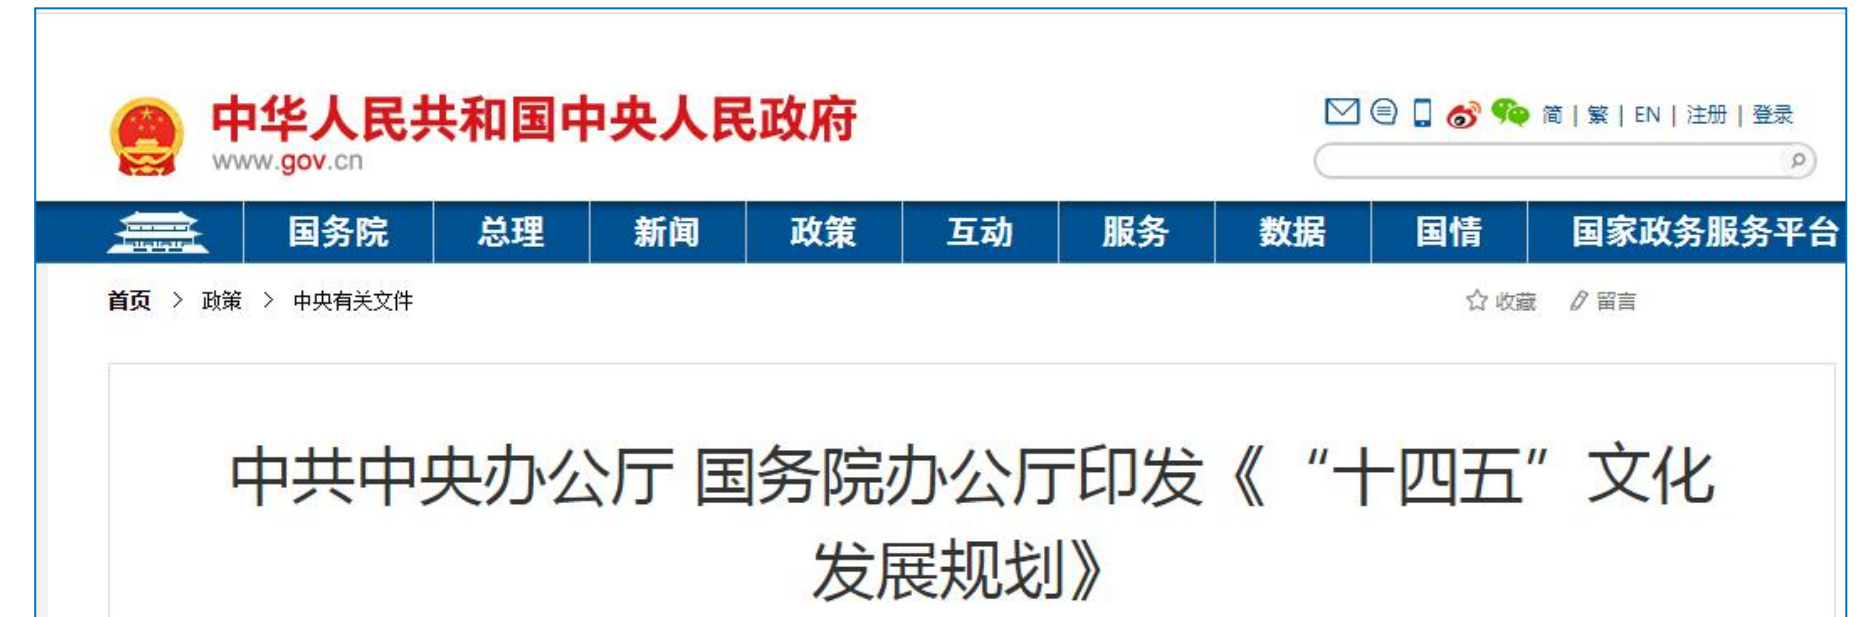 中华人民共和国中央人民政府
www.gov.cn
简 | 繁 | EN | 注册 | 登录
国务院 总理 新闻 政策 互动 服务 数据 国情 国家政务服务平台
首页 > 政策 > 中央有关文件
收藏 留言
中共中央办公厅 国务院办公厅印发《“十四五”文化
发展规划》